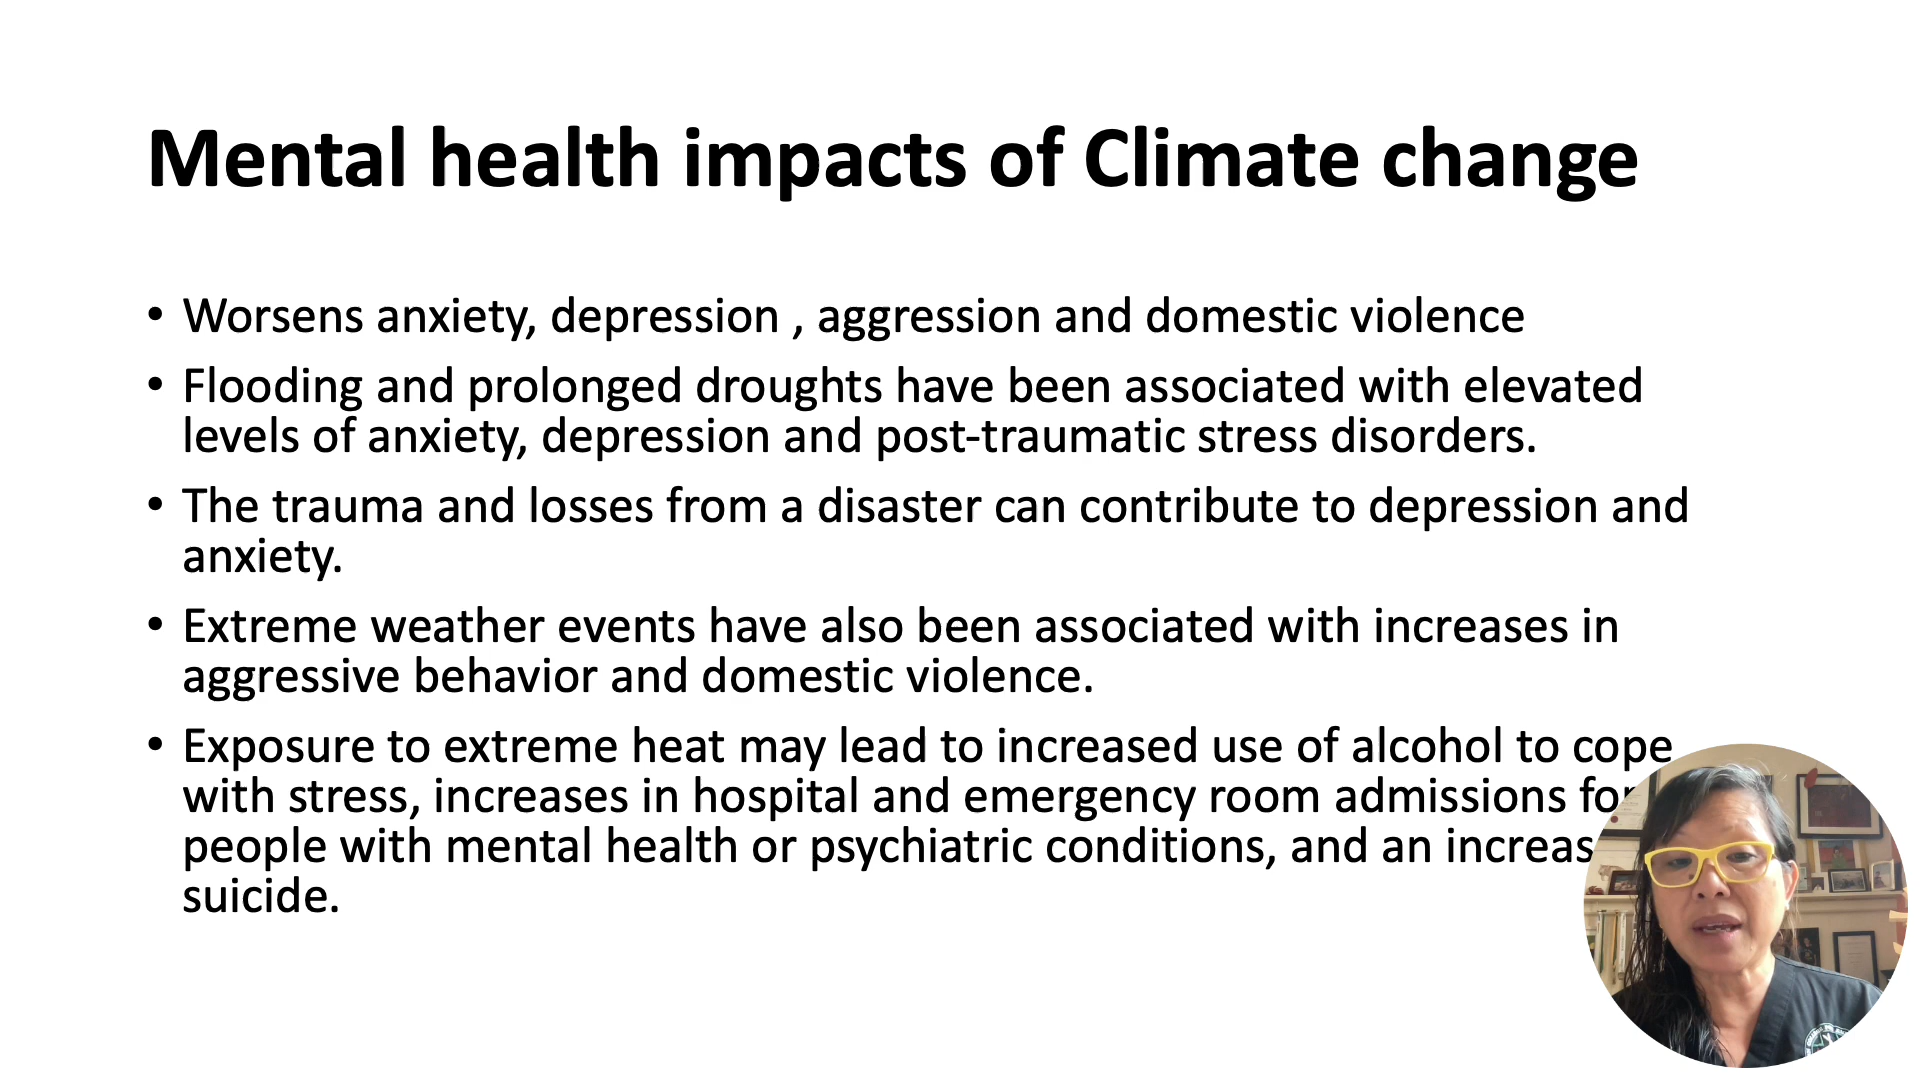 Mental health impacts of Climate change
• Worsens anxiety, depression , aggression and domestic violence
• Flooding and prolonged droughts have been associated with elevated
levels of anxiety, depression and post-traumatic stress disorders.
• The trauma and losses from a disaster can contribute to depression and
anxiety.
• Extreme weather events have also been associated with increases in
aggressive behavior and domestic violence.
• Exposure to extreme heat may lead to increased use of alcohol to cope
with stress, increases in hospital and emergency room admissions for
people with mental health or psychiatric conditions, and an increas
suicide.